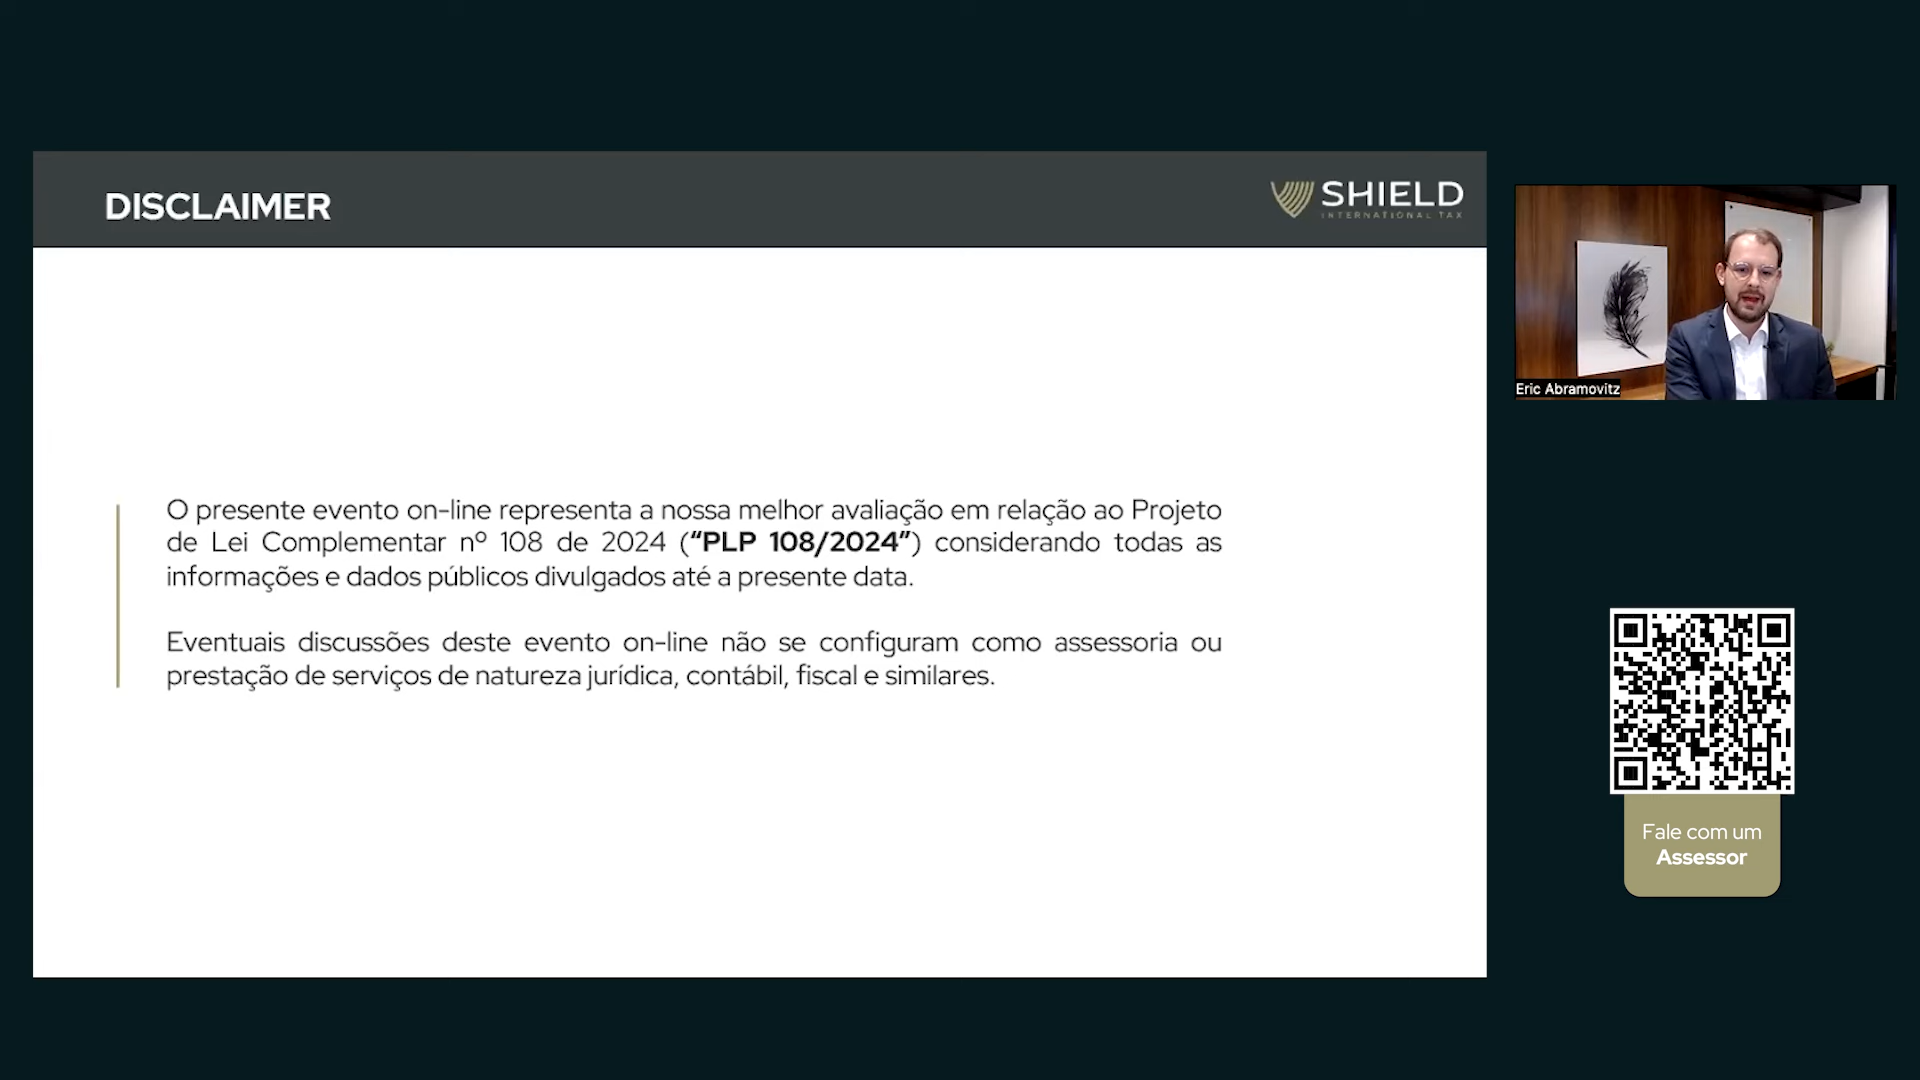 DISCLAIMER
SHIELD
INTERNATIONAL TAX
Eric Abramovitz
O presente evento on-line representa a nossa melhor avaliação em relação ao Projeto
de Lei Complementar nº 108 de 2024 (“PLP 108/2024”) considerando todas as
informações e dados públicos divulgados até a presente data.
Eventuais discussões deste evento on-line não se configuram como assessoria ou
prestação de serviços de natureza jurídica, contábil, fiscal e similares.
Fale com um
Assessor